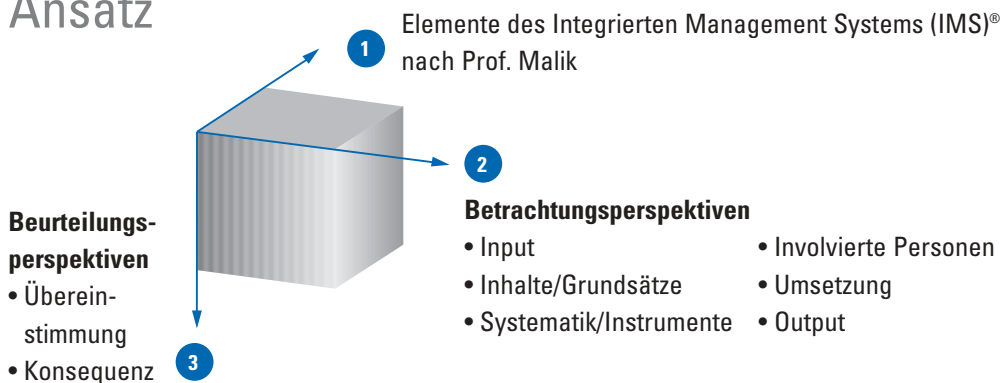 Ansatz
1
Elemente des Integrierten Management Systems (IMS)®
nach Prof. Malik
2
Betrachtungsperspektiven
• Input
• Inhalte/Grundsätze
• Systematik/Instrumente
• Involvierte Personen
• Umsetzung
• Output
Beurteilungs-
perspektiven
• Überein-
stimmung
• Konsequenz
3